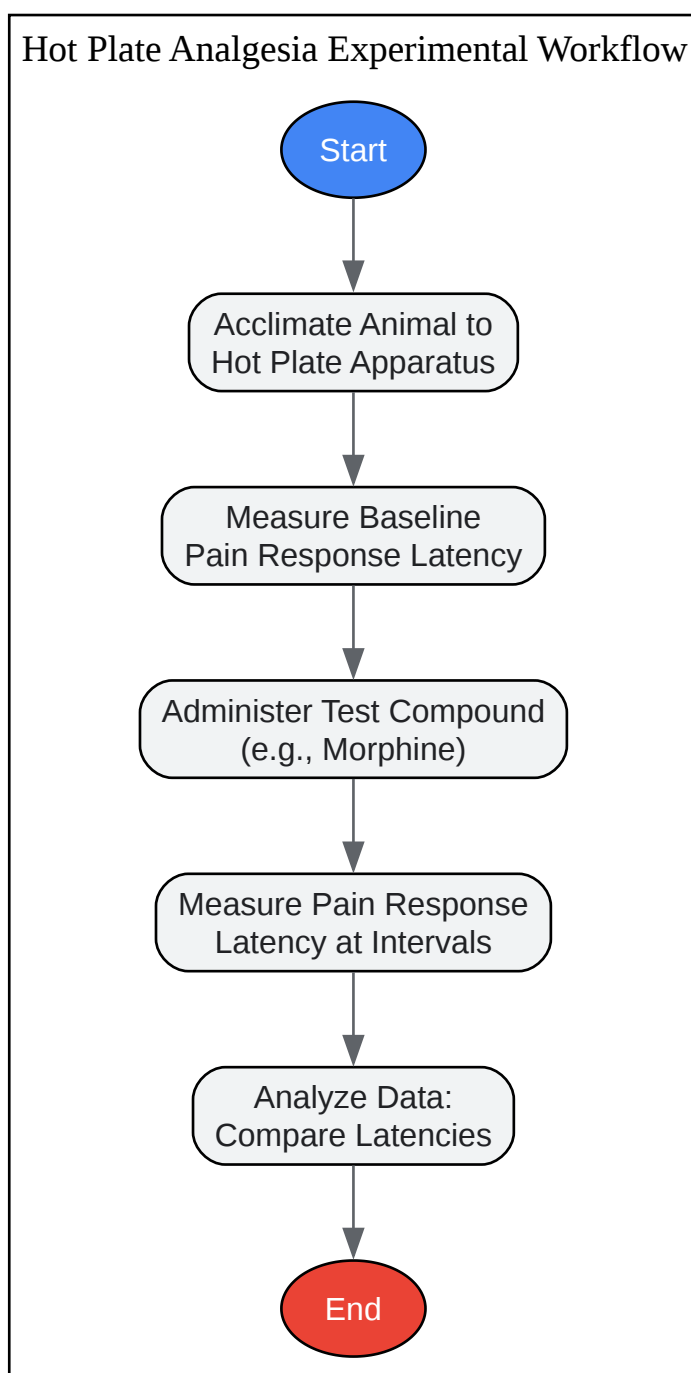 Hot Plate Analgesia Experimental Workflow
Start
Acclimate Animal to
Hot Plate Apparatus
Measure Baseline
Pain Response Latency
Administer Test Compound
(e.g., Morphine)
Measure Pain Response
Latency at Intervals
Analyze Data:
Compare Latencies
End